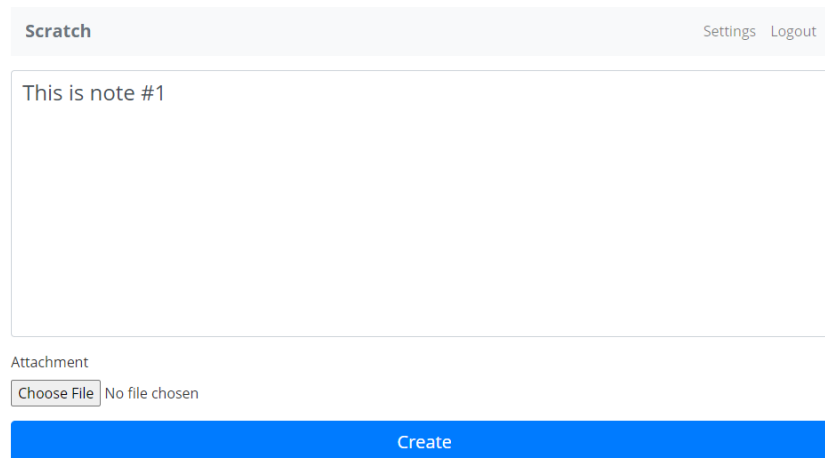 Scratch Settings Logout
This is note #1
Attachment
Choose File No file chosen
Create